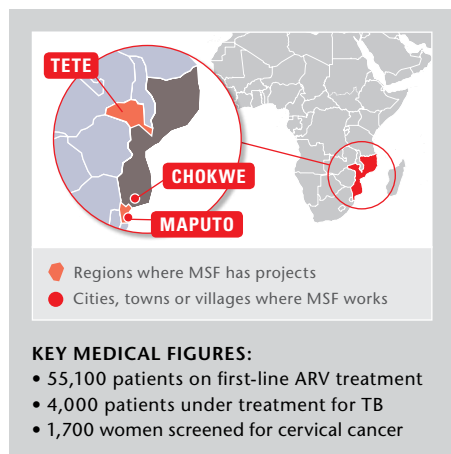 TETE
CHOKWE
MAPUTO
Regions where MSF has projects
Cities, towns or villages where MSF works
KEY MEDICAL FIGURES:
• 55,100 patients on first-line ARV treatment
• 4,000 patients under treatment for TB
• 1,700 women screened for cervical cancer